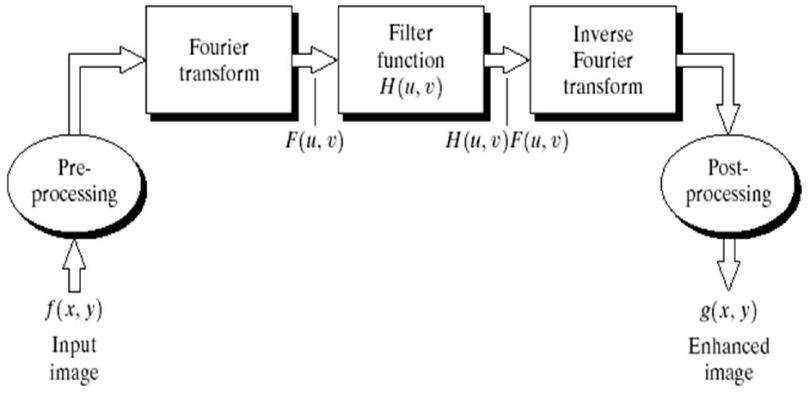 Fourier
transform
Filter
function
H(u, v)
Inverse
Fourier
transform
F(u, v)
H(u, v)F(u, v)
Pre-
processing
Post-
processing
f(x, y)
Input
image
g(x, y)
Enhanced
image